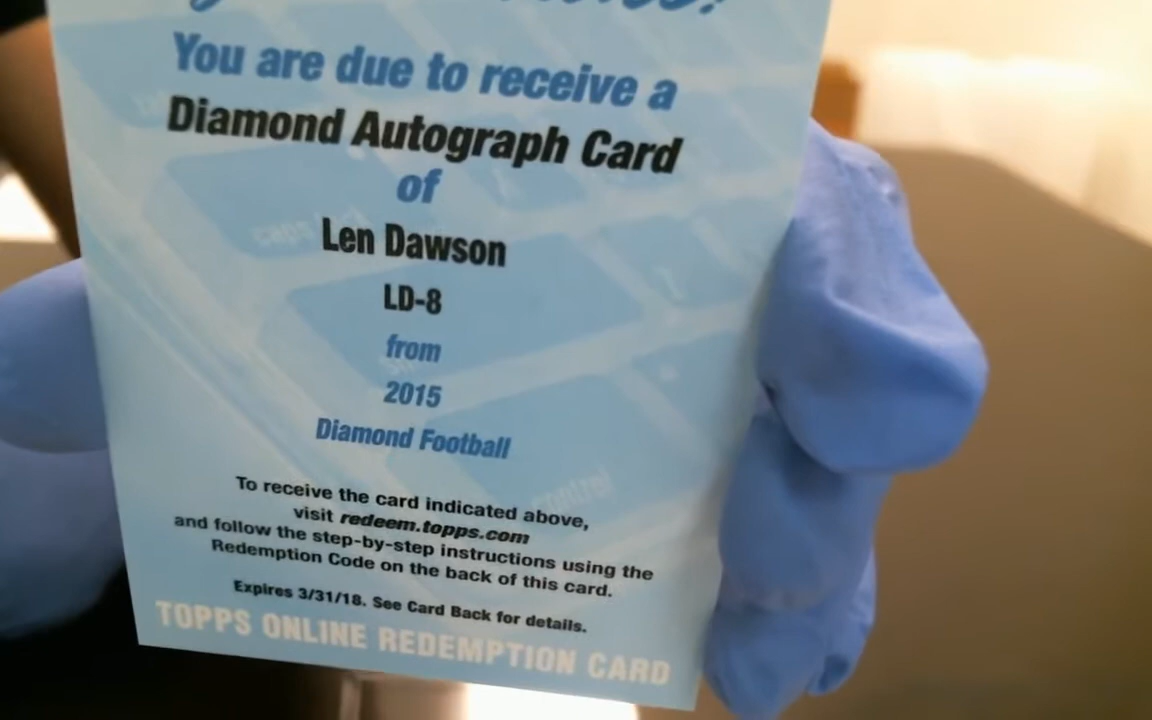 You are due to receive a
Diamond Autograph Card
of
Len Dawson
LD-8
from
2015
Diamond Football
To receive the card indicated above,
visit redeem.topps.com
and follow the step-by-step instructions using the
Redemption Code on the back of this card.
Expires 3/31/18. See Card Back for details.
TOPPS ONLINE REDEMPTION CARD